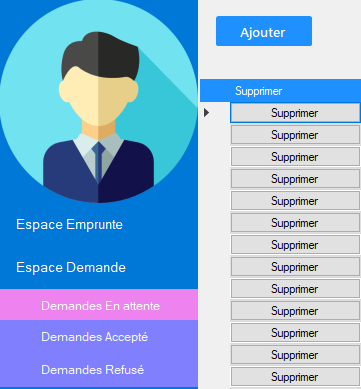 Ajouter
Supprimer
Supprimer
Supprimer
Supprimer
Supprimer
Supprimer
Supprimer
Supprimer
Supprimer
Supprimer
Supprimer
Supprimer
Supprimer
Supprimer
Espace Emprunte
Espace Demande
Demandes En attente
Demandes Accepté
Demandes Refusé